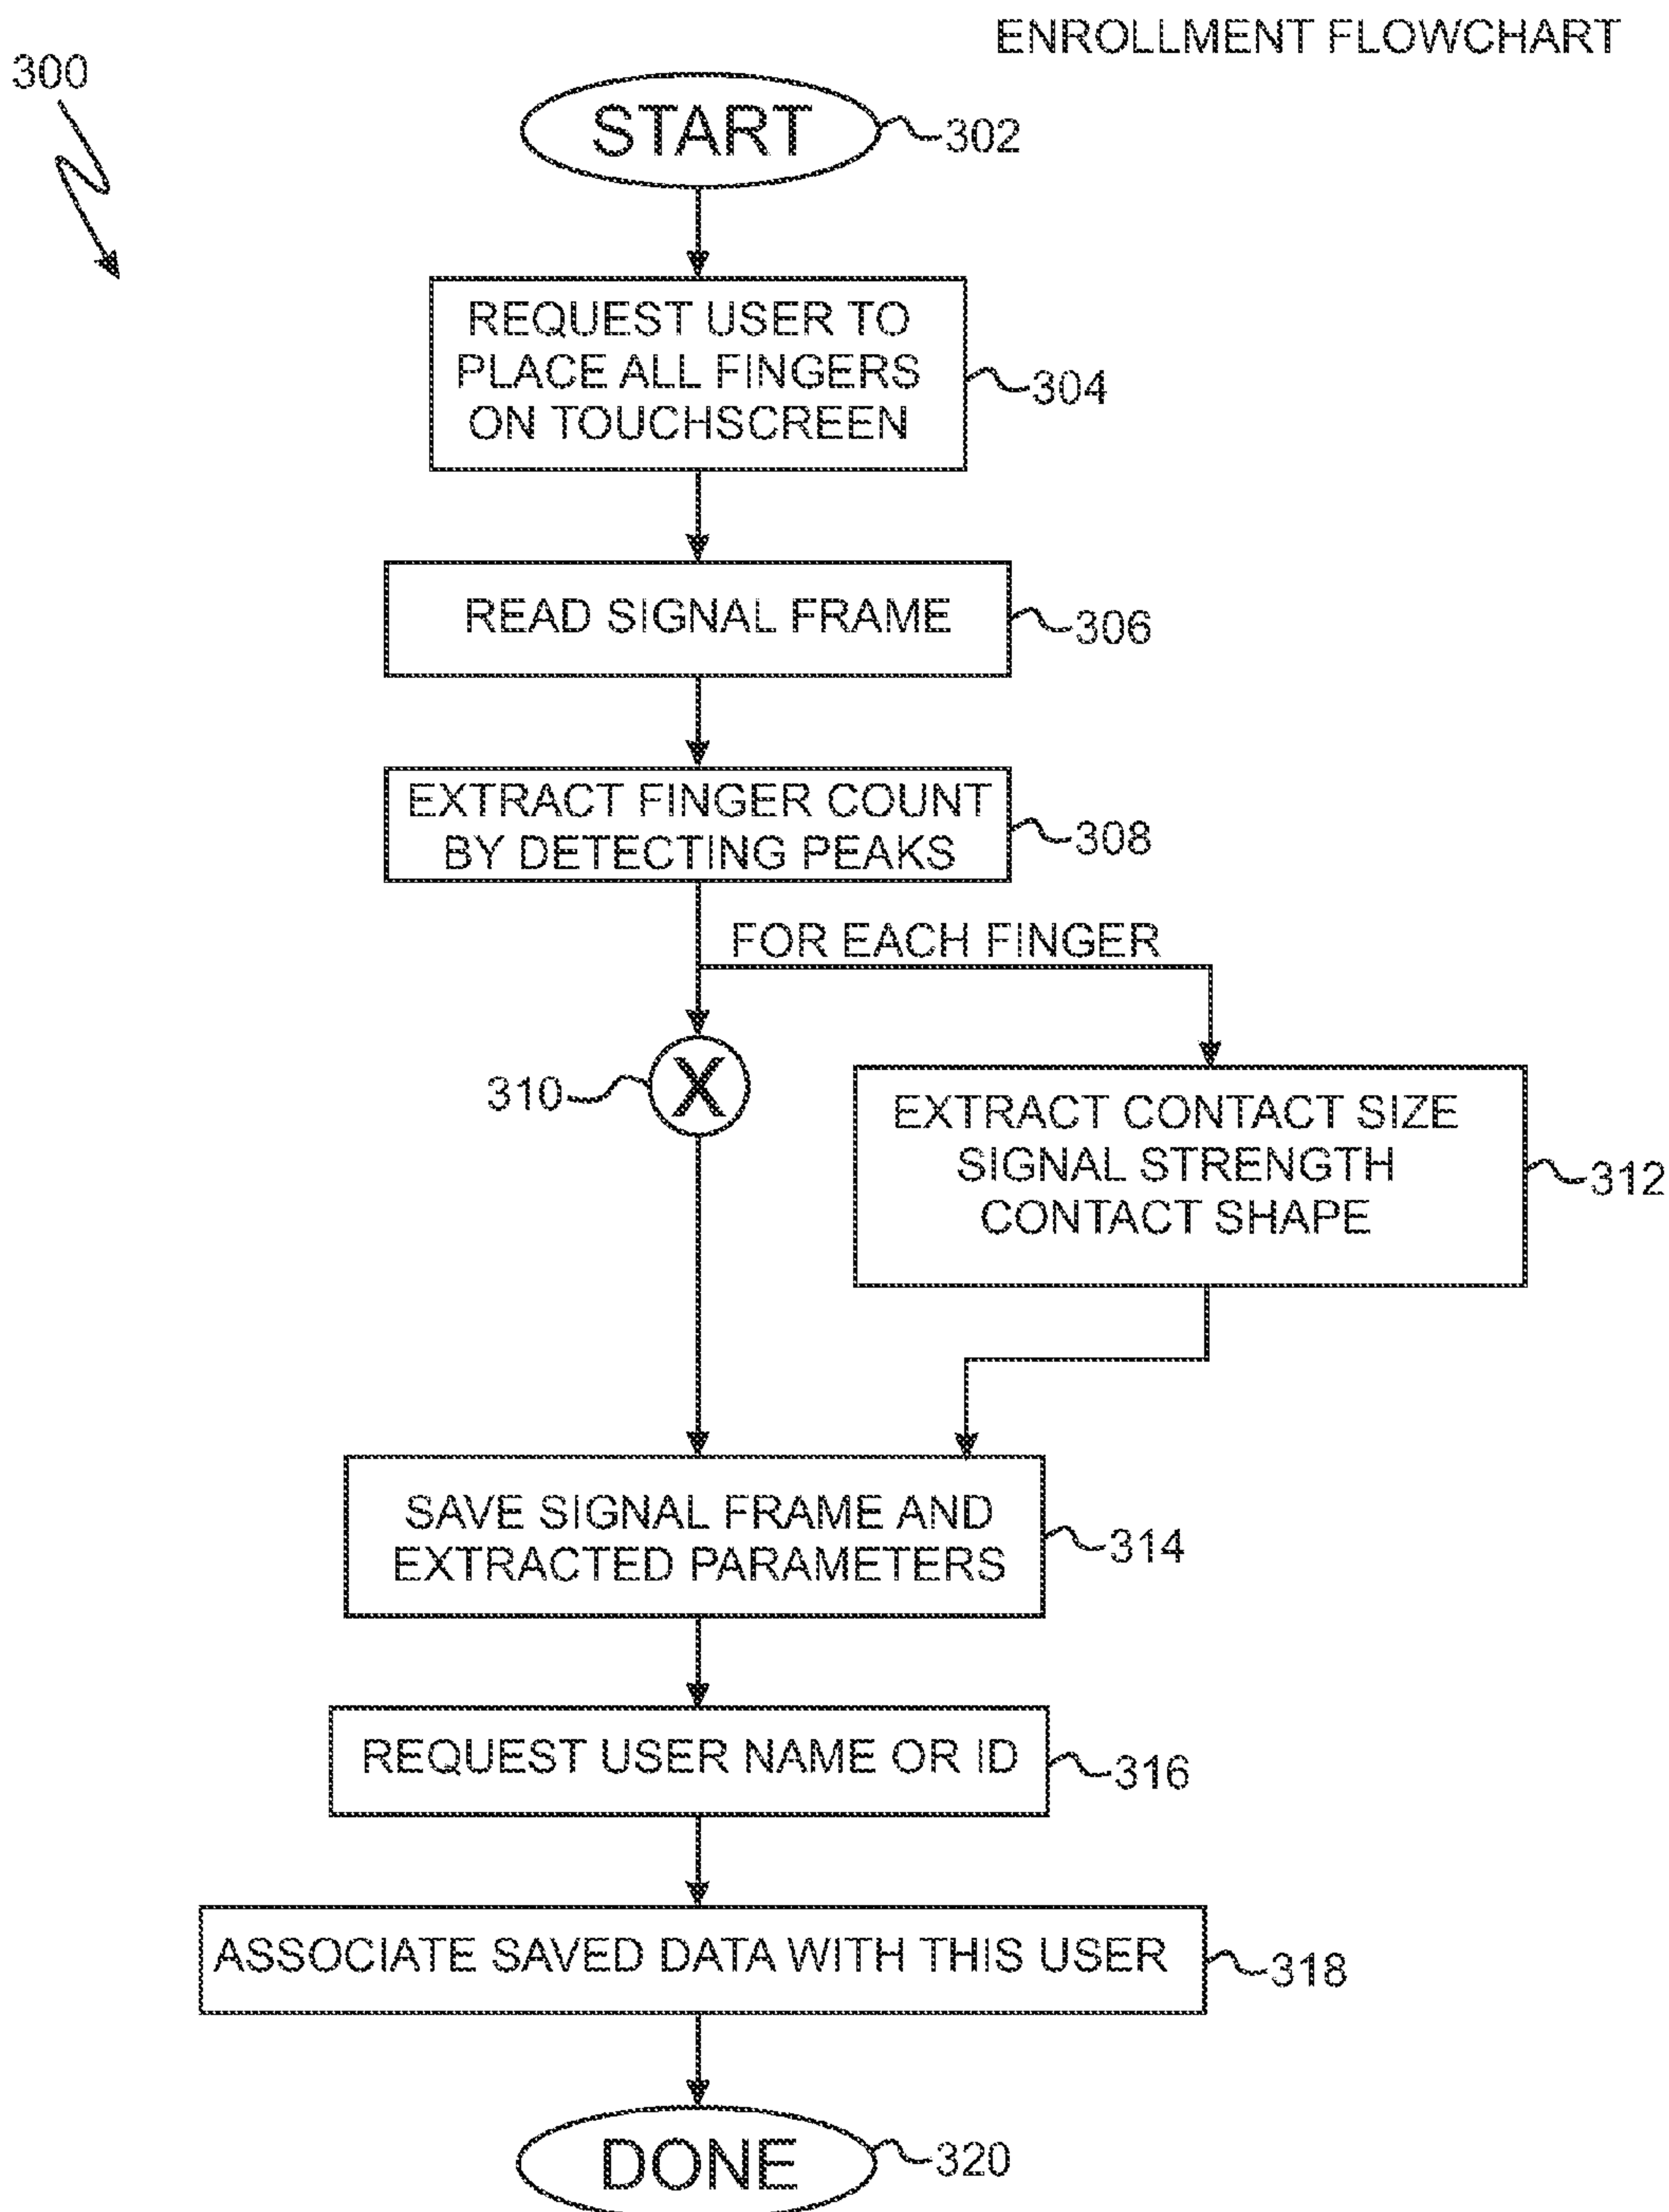 ENROLLMENT FLOWCHART
300
START
302
REQUEST USER TO
PLACE ALL FINGERS
ON TOUCHSCREEN
304
READ SIGNAL FRAME
306
EXTRACT FINGER COUNT
BY DETECTING PEAKS
308
FOR EACH FINGER
310
X
EXTRACT CONTACT SIZE
SIGNAL STRENGTH
CONTACT SHAPE
312
SAVE SIGNAL FRAME AND
EXTRACTED PARAMETERS
314
REQUEST USER NAME OR ID
316
ASSOCIATE SAVED DATA WITH THIS USER
318
DONE
320